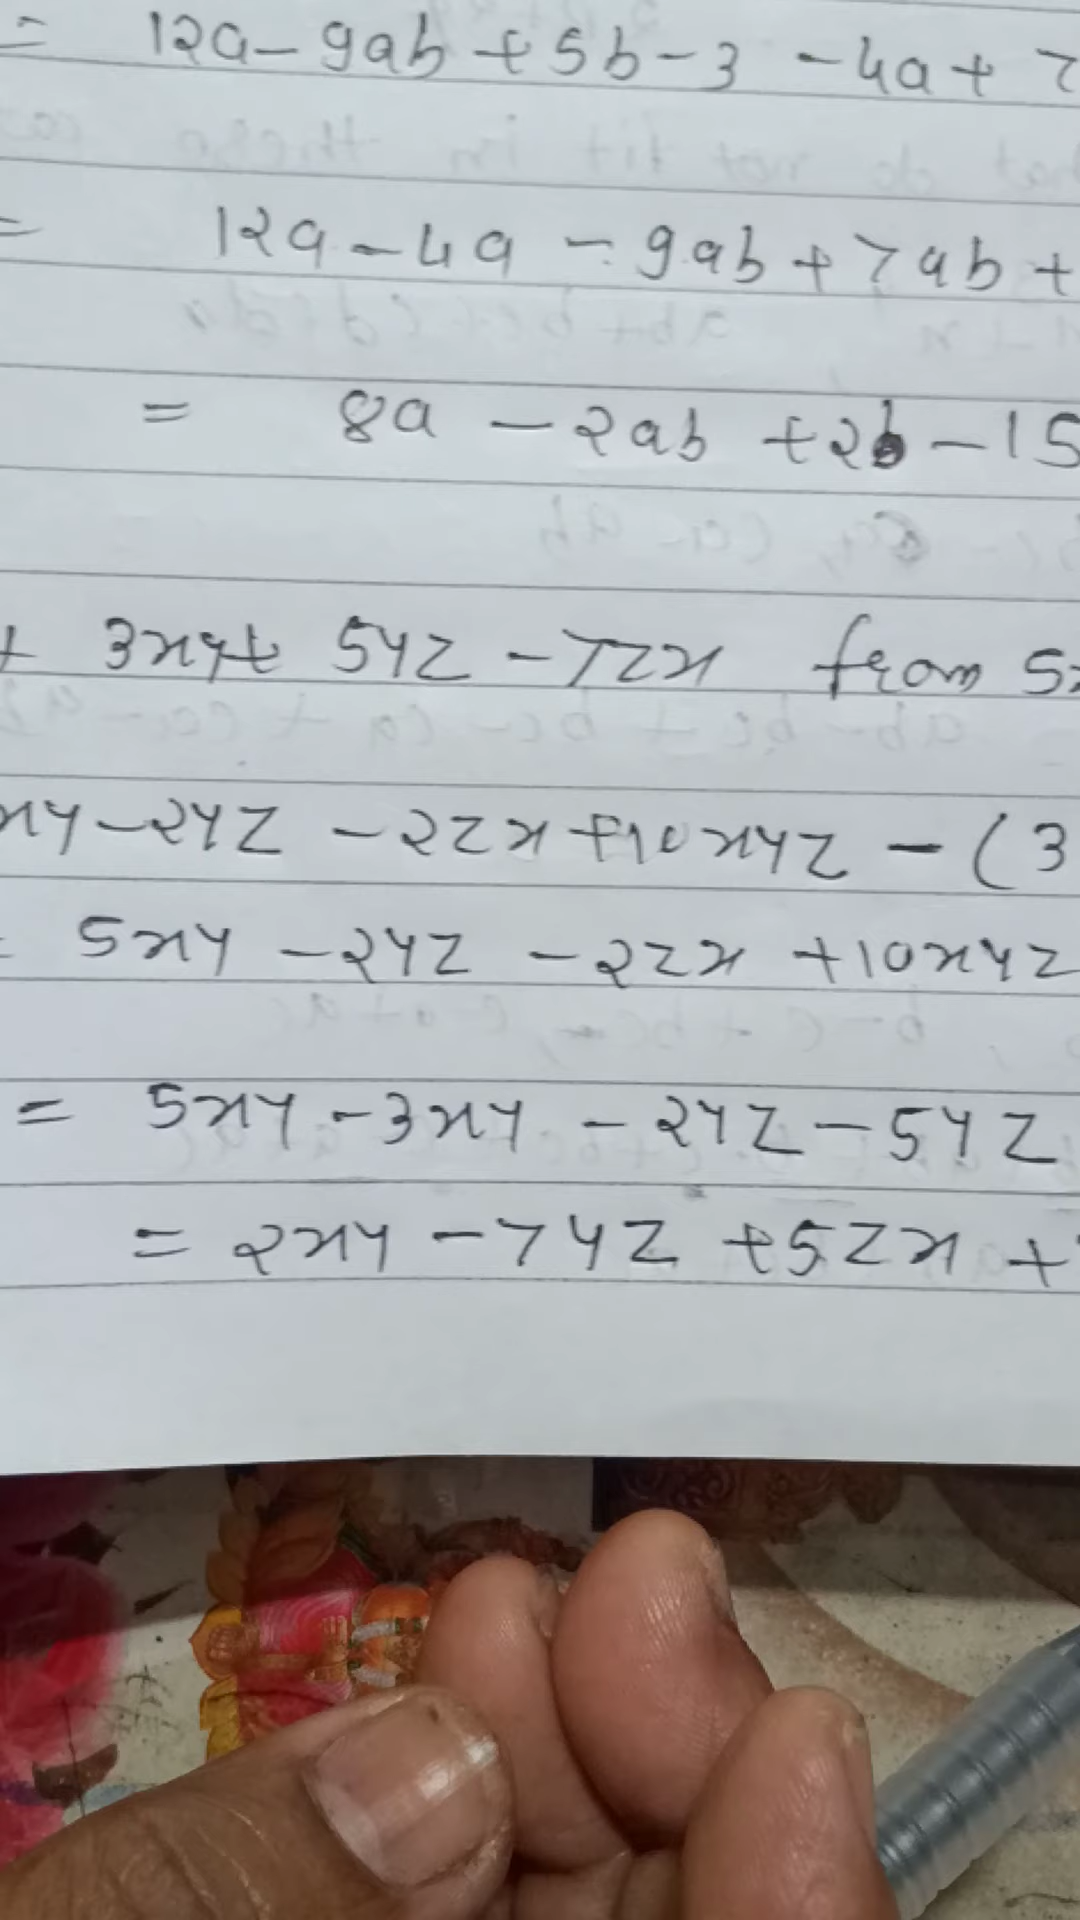 = 12a - 9ab + 5b - 3 - 4a + 7
= 12a - 4a - 9ab + 7ab +
= 8a - 2ab + 2b - 15
+ 3xy + 5yz - 7zx from 5x
xy - 2yz - 2zx + 10xyz - (3
= 5xy - 2yz - 2zx + 10xyz
= 5xy - 3xy - 2yz - 5yz
= 2xy - 7yz + 5zx +